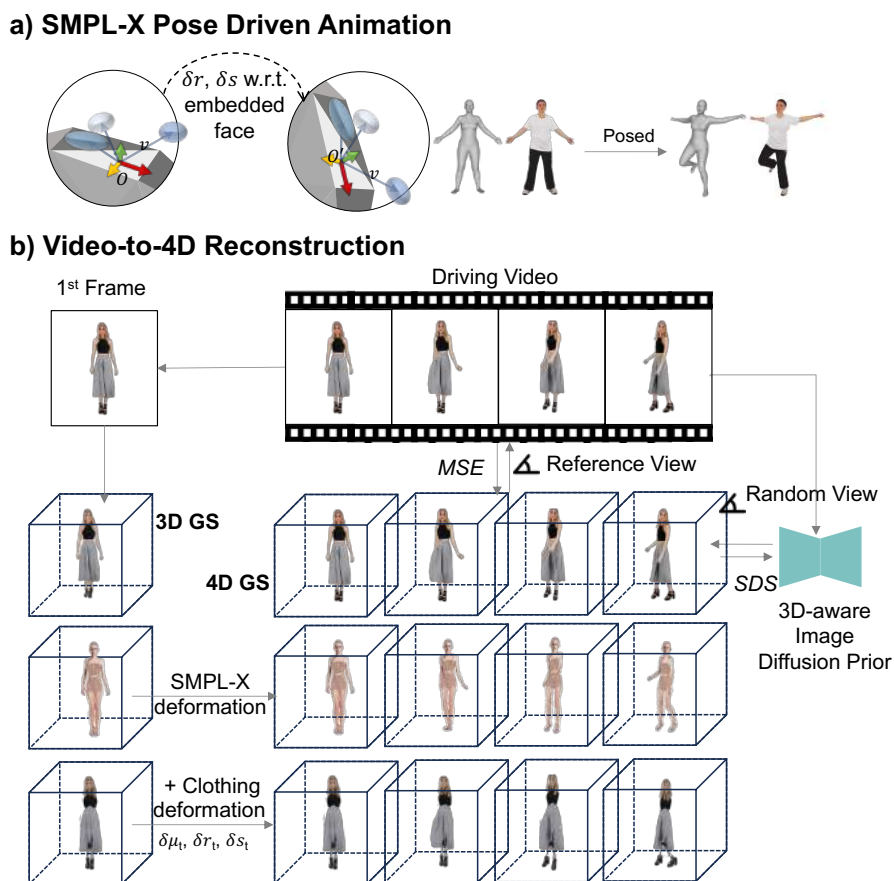 a) SMPL-X Pose Driven Animation
δr, δs w.r.t.
embedded
face
v
O
O'
v
Posed
b) Video-to-4D Reconstruction
1st Frame
Driving Video
MSE
Reference View
Random View
3D GS
4D GS
SDS
3D-aware
Image
Diffusion Prior
SMPL-X
deformation
+ Clothing
deformation
δμt, δrt, δst